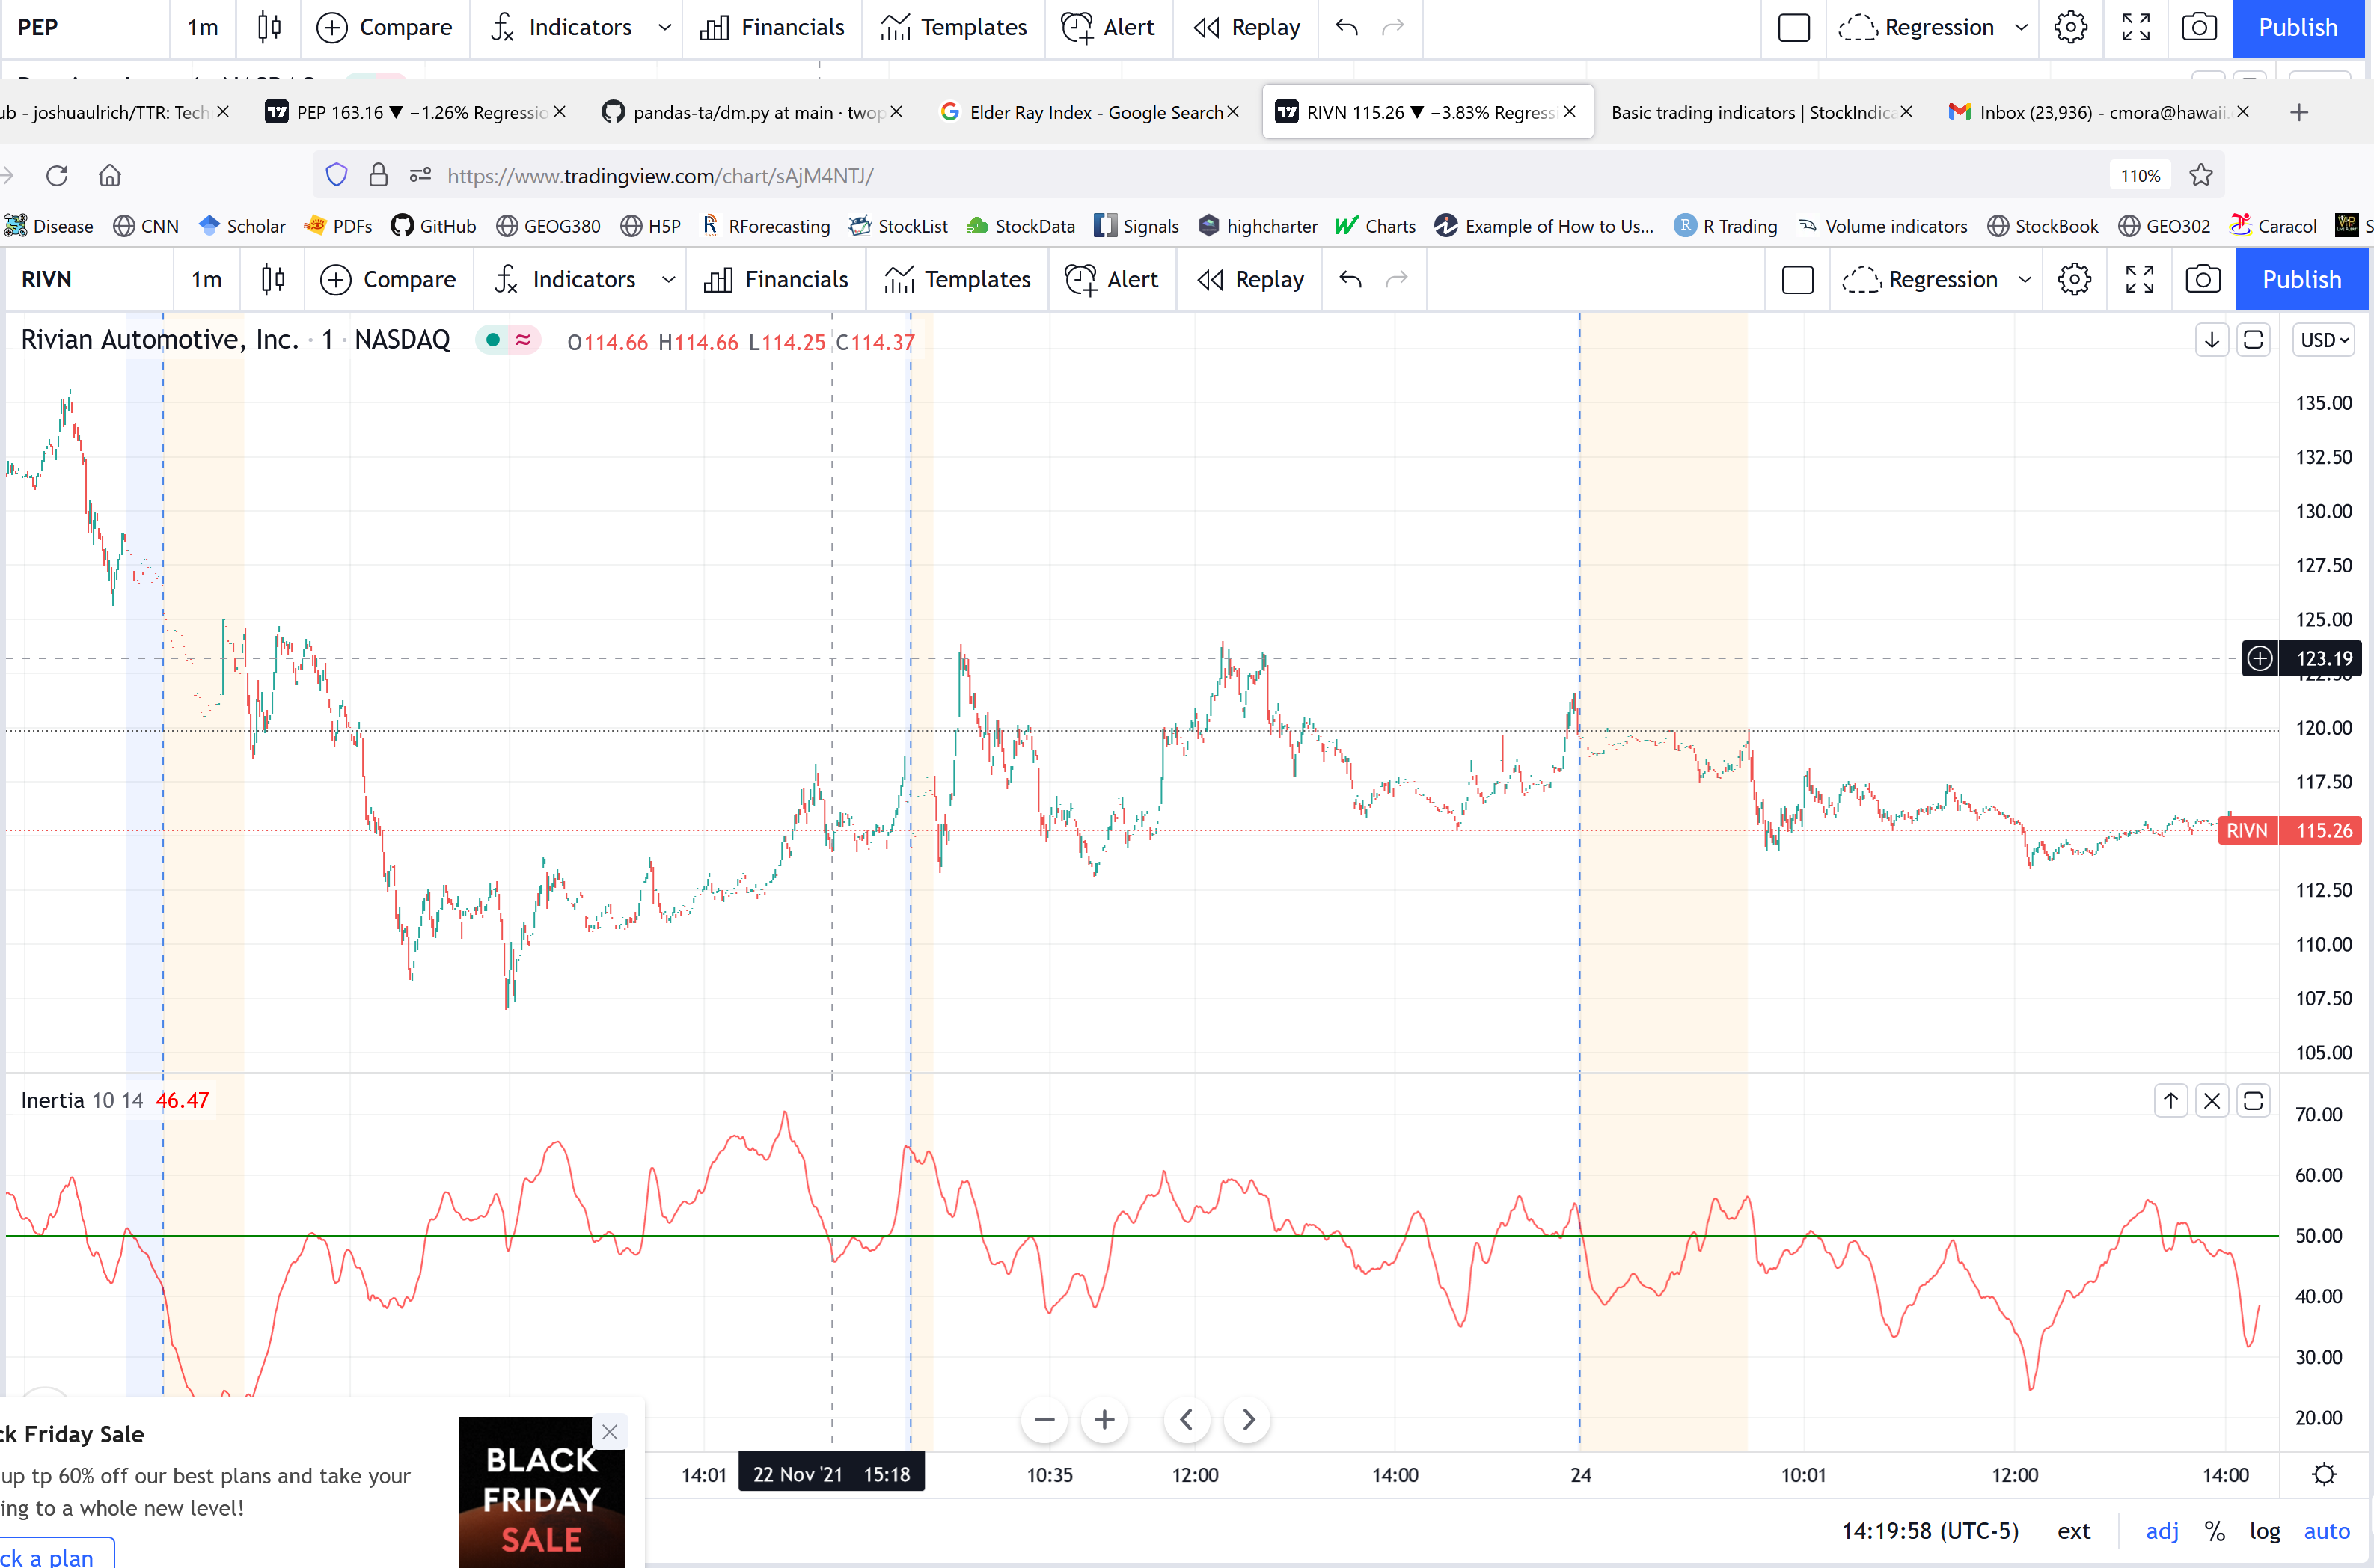 PEP 1m Compare Indicators Financials Templates Alert Replay Regression Publish
ub - joshuaulrich/TTR: Tech PEP 163.16 ▼ −1.26% Regressio pandas-ta/dm.py at main · twop Elder Ray Index - Google Search RIVN 115.26 ▼ −3.83% Regressi Basic trading indicators | StockIndica Inbox (23,936) - cmora@hawaii.
https://www.tradingview.com/chart/sAjM4NTJ/ 110%
Disease CNN Scholar PDFs GitHub GEOG380 H5P RForecasting StockList StockData Signals highcharter Charts Example of How to Us... R Trading Volume indicators StockBook GEO302 Caracol S
RIVN 1m Compare Indicators Financials Templates Alert Replay Regression Publish
Rivian Automotive, Inc. · 1 · NASDAQ O114.66 H114.66 L114.25 C114.37 USD
135.00
132.50
130.00
127.50
125.00
123.19
120.00
117.50
RIVN 115.26
112.50
110.00
107.50
105.00
Inertia 10 14 46.47
70.00
60.00
50.00
40.00
30.00
20.00
14:01 22 Nov '21 15:18 10:35 12:00 14:00 24 10:01 12:00 14:00
ck Friday Sale
up tp 60% off our best plans and take your
ing to a whole new level!
ck a plan
BLACK
FRIDAY
SALE
14:19:58 (UTC-5) ext adj % log auto